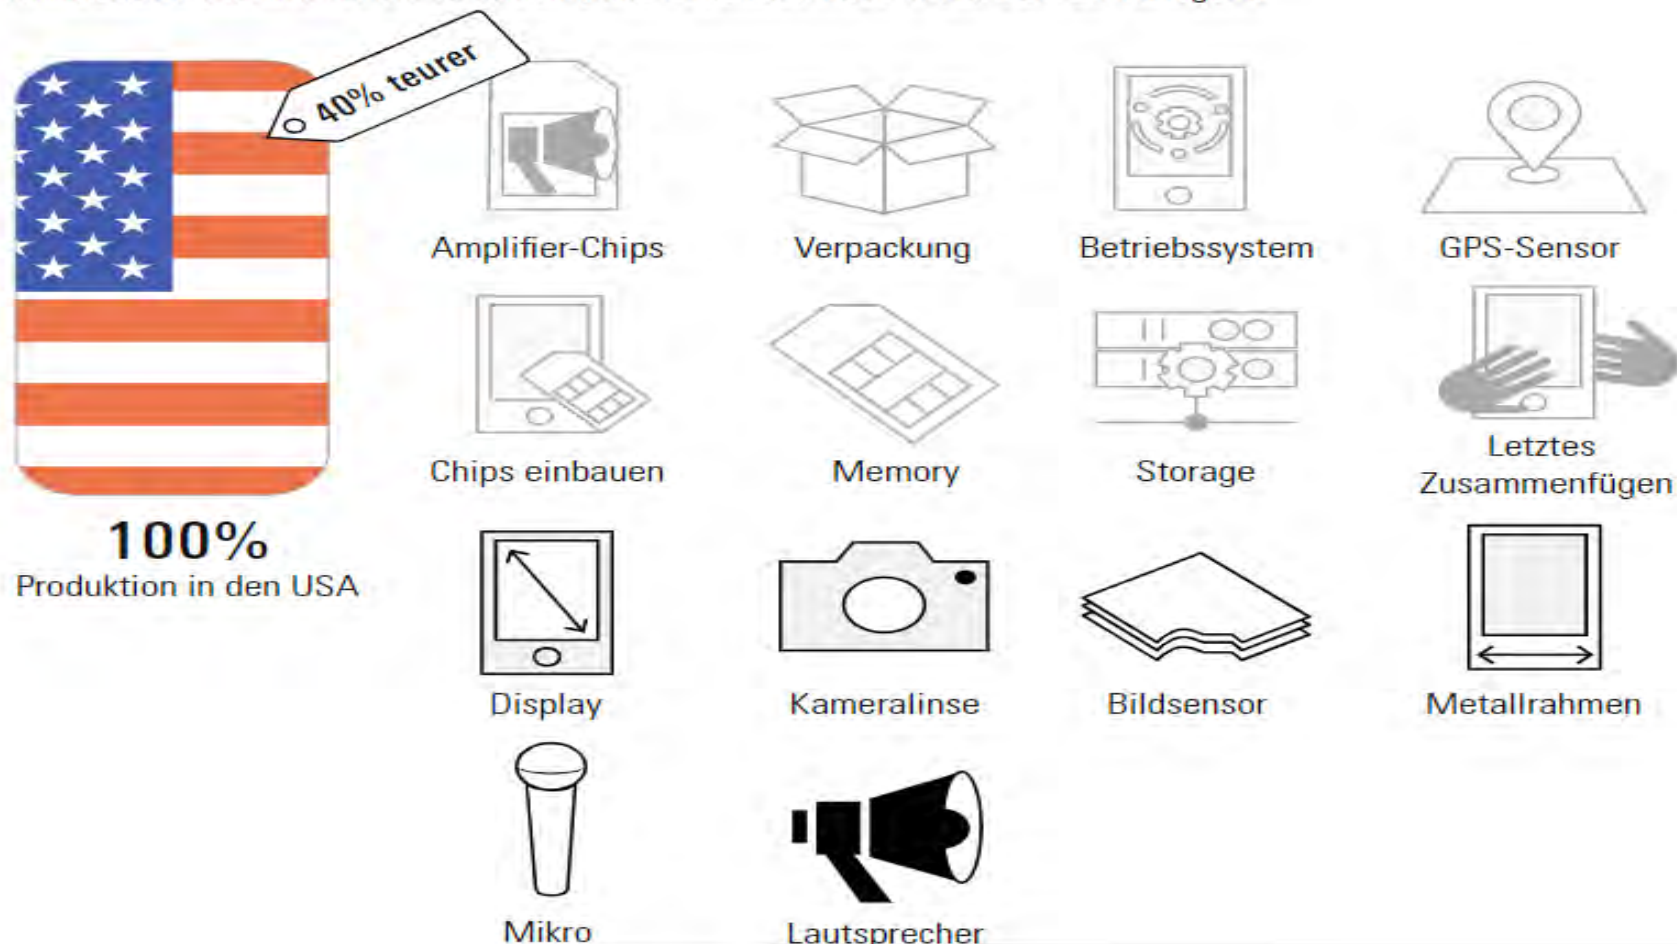 40% teurer
Amplifier-Chips
Verpackung
Betriebssystem
GPS-Sensor
Chips einbauen
Memory
Storage
Letztes
Zusammenfügen
100%
Produktion in den USA
Display
Kameralinse
Bildsensor
Metallrahmen
Mikro
Lautsprecher